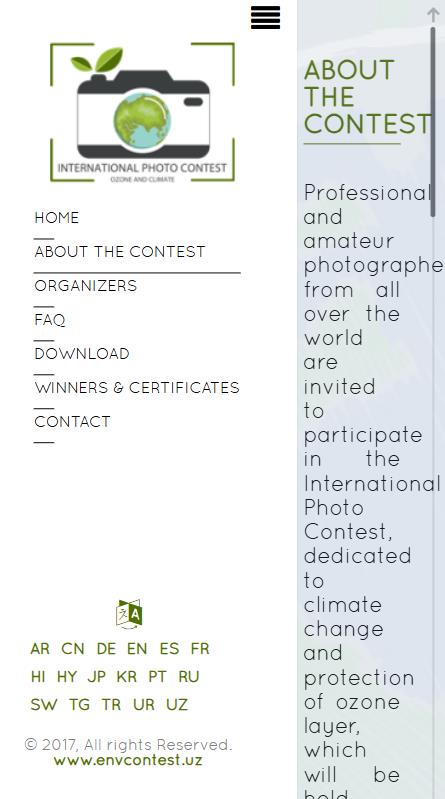 INTERNATIONAL PHOTO CONTEST
OZONE AND CLIMATE
HOME
ABOUT THE CONTEST
ORGANIZERS
FAQ
DOWNLOAD
WINNERS & CERTIFICATES
CONTACT
A
AR CN DE EN ES FR
HI HY JP KR PT RU
SW TG TR UR UZ
© 2017, All rights Reserved.
www.envcontest.uz
ABOUT
THE
CONTEST
Professional
and
amateur
photographe
from all
over the
world
are
invited
to
participate
in the
International
Photo
Contest,
dedicated
to
climate
change
and
protection
of ozone
layer,
which
will be